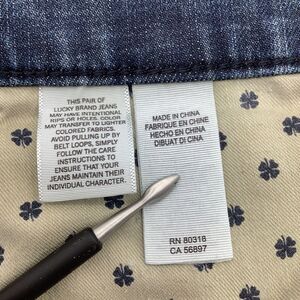 THIS PAIR OF
LUCKY BRAND JEANS
MAY HAVE INTENTIONAL
RIPS OR HOLES. COLOR
MAY TRANSFER TO LIGHTER
COLORED FABRICS.
AVOID PULLING UP BY
BELT LOOPS, SIMPLY
FOLLOW THE CARE
INSTRUCTIONS TO
ENSURE THAT YOUR
JEANS MAINTAIN THEIR
INDIVIDUAL CHARACTER.
MADE IN CHINA
FABRIQUE EN CHINE
HECHO EN CHINA
DIBUAT DI CINA
RN 80318
CA 56897